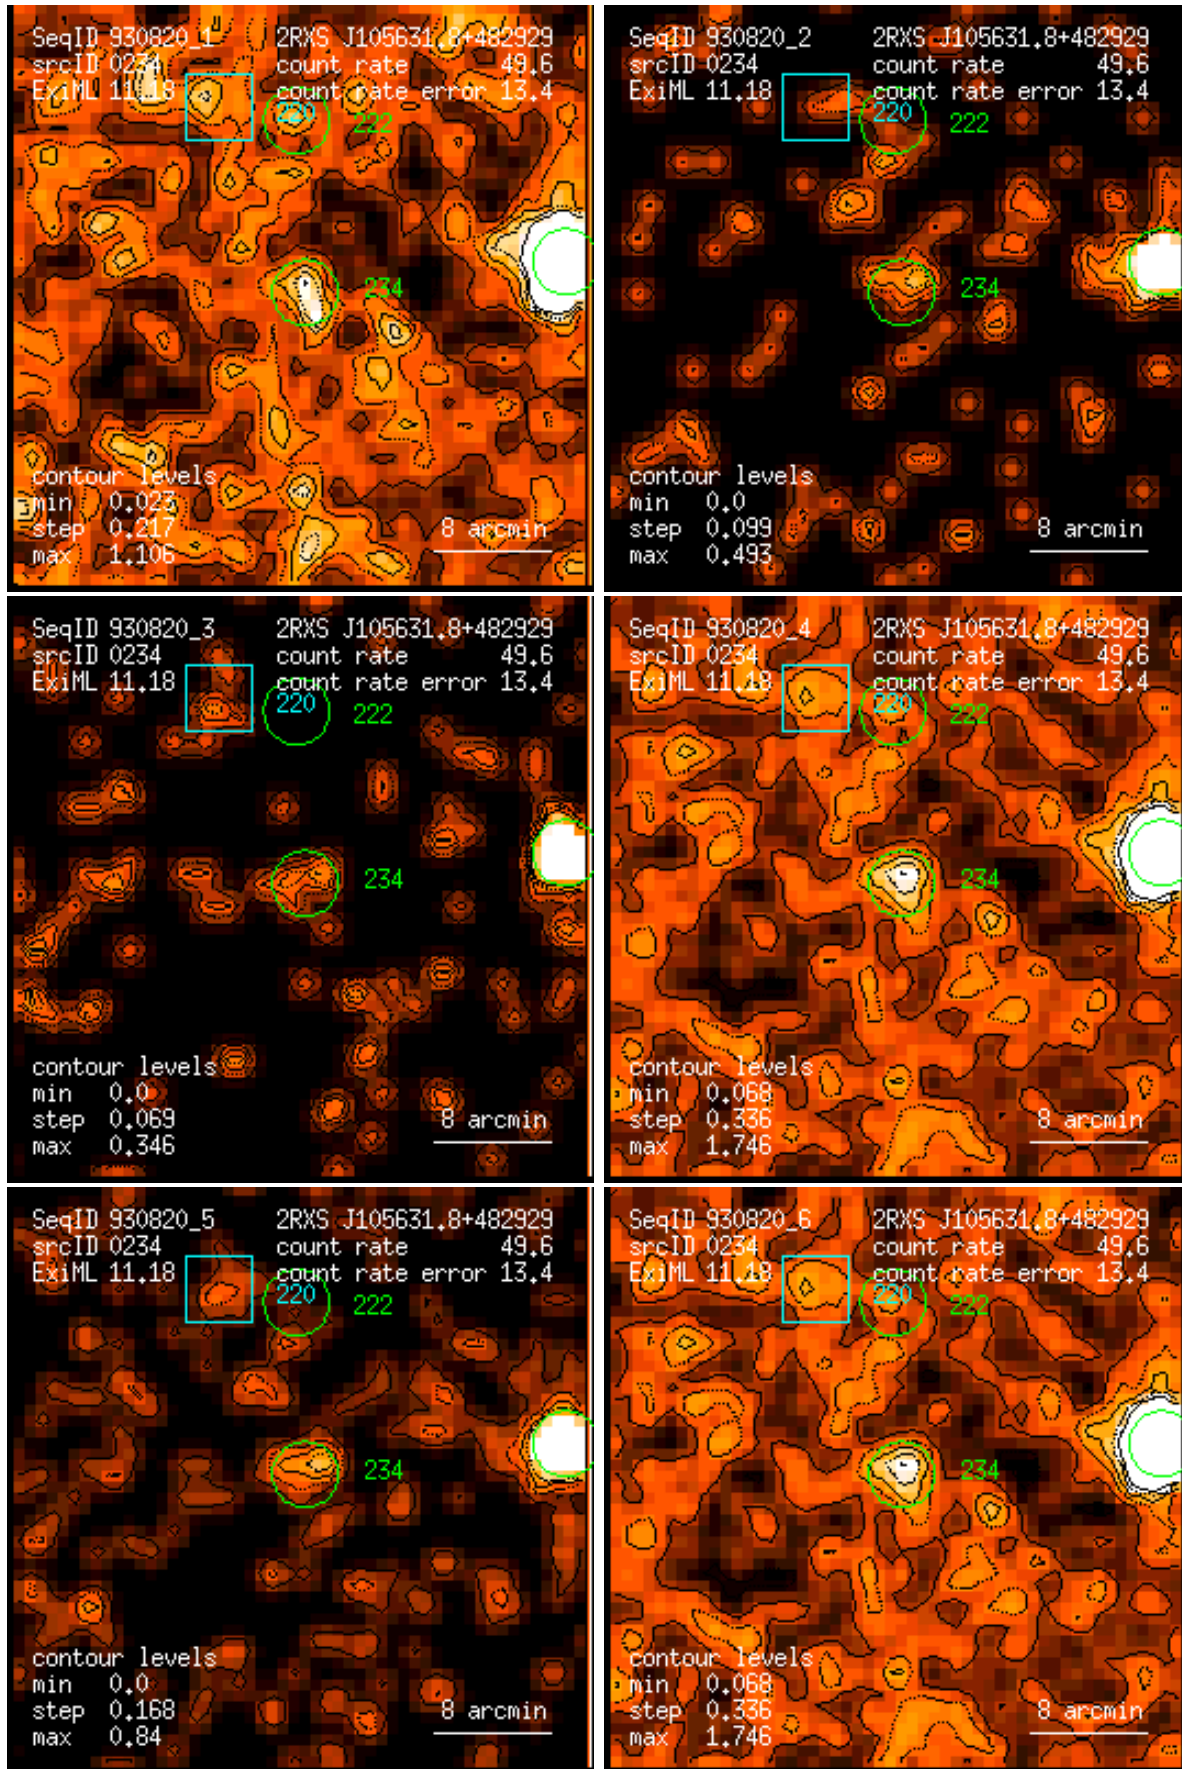 SeqID 930820_1 2RXS J105631.8+482929
srcID 0234 count rate 49.6
ExiML 11.18 count rate error 13.4
220 222
234
contour levels
min 0.023
step 0.217 8 arcmin
max 1.106
SeqID 930820_2 2RXS J105631.8+482929
srcID 0234 count rate 49.6
ExiML 11.18 count rate error 13.4
220 222
234
contour levels
min 0.0
step 0.099 8 arcmin
max 0.493
SeqID 930820_3 2RXS J105631.8+482929
srcID 0234 count rate 49.6
ExiML 11.18 count rate error 13.4
220 222
234
contour levels
min 0.0
step 0.069 8 arcmin
max 0.346
SeqID 930820_4 2RXS J105631.8+482929
srcID 0234 count rate 49.6
ExiML 11.18 count rate error 13.4
220 222
234
contour levels
min 0.068
step 0.336 8 arcmin
max 1.746
SeqID 930820_5 2RXS J105631.8+482929
srcID 0234 count rate 49.6
ExiML 11.18 count rate error 13.4
220 222
234
contour levels
min 0.0
step 0.168 8 arcmin
max 0.84
SeqID 930820_6 2RXS J105631.8+482929
srcID 0234 count rate 49.6
ExiML 11.18 count rate error 13.4
220 222
234
contour levels
min 0.068
step 0.336 8 arcmin
max 1.746